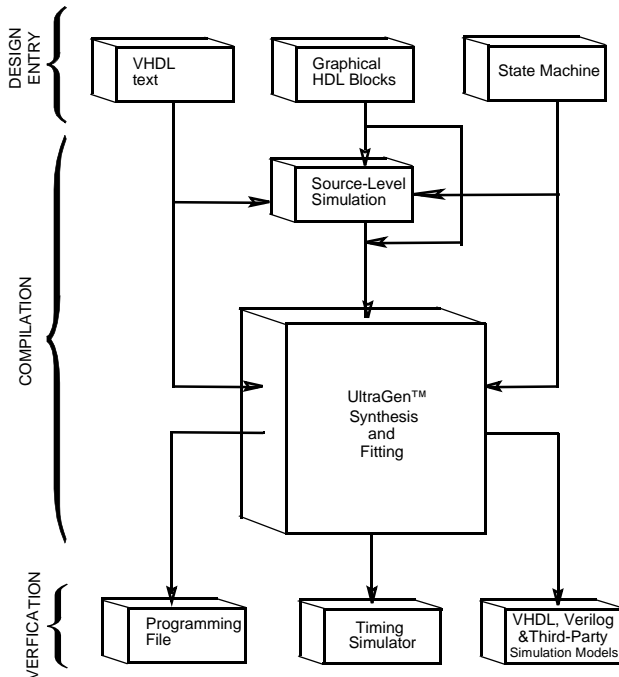 DESIGN
ENTRY
VHDL
text
Graphical
HDL Blocks
State Machine
Source-Level
Simulation
COMPILATION
UltraGen™
Synthesis
and
Fitting
VERFICATION
Programming
File
Timing
Simulator
VHDL, Verilog
&Third-Party
Simulation Models